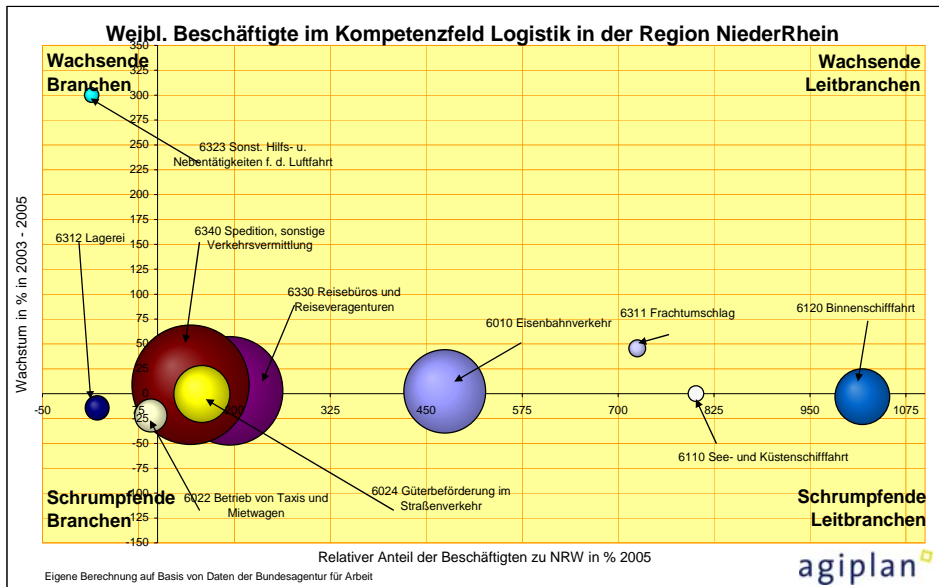 Weibl. Beschäftigte im Kompetenzfeld Logistik in der Region NiederRhein
Wachsende
Branchen
Wachsende
Leitbranchen
350
325
300
275
250
225
200
175
150
125
100
75
50
25
0
-25
-50
-75
-100
-125
-150
Wachstum in % in 2003 - 2005
6323 Sonst. Hilfs- u.
Nebentätigkeiten f. d. Luftfahrt
6312 Lagerei
6340 Spedition, sonstige
Verkehrsvermittlung
6330 Reisebüros und
Reiseveragenturen
6010 Eisenbahnverkehr
6311 Frachtumschlag
6120 Binnenschifffahrt
-50
75
200
325
450
575
700
825
950
1075
6110 See- und Küstenschifffahrt
6022 Betrieb von Taxis und
Mietwagen
6024 Güterbeförderung im
Straßenverkehr
Schrumpfende
Branchen
Schrumpfende
Leitbranchen
Relativer Anteil der Beschäftigten zu NRW in % 2005
Eigene Berechnung auf Basis von Daten der Bundesagentur für Arbeit
agiplan